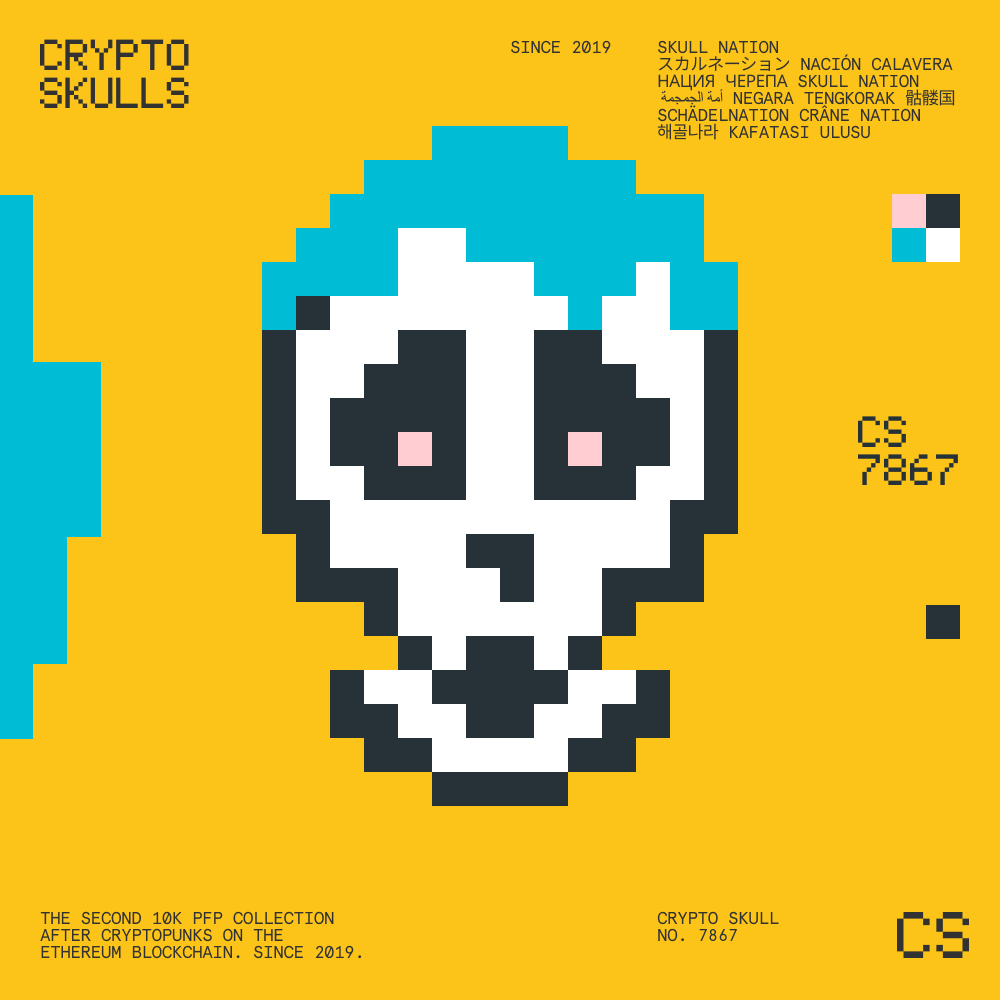 CRYPTO
SKULLS
SINCE 2019
SKULL NATION
スカルネーション NACIÓN CALAVERA
НАЦИЯ ЧЕРЕПА SKULL NATION
أمة الجمجمة NEGARA TENGKORAK 骷髅国
SCHÄDELNATION CRÂNE NATION
해골나라 KAFATASI ULUSU
CS
7867
THE SECOND 10K PFP COLLECTION
AFTER CRYPTOPUNKS ON THE
ETHEREUM BLOCKCHAIN. SINCE 2019.
CRYPTO SKULL
NO. 7867
CS